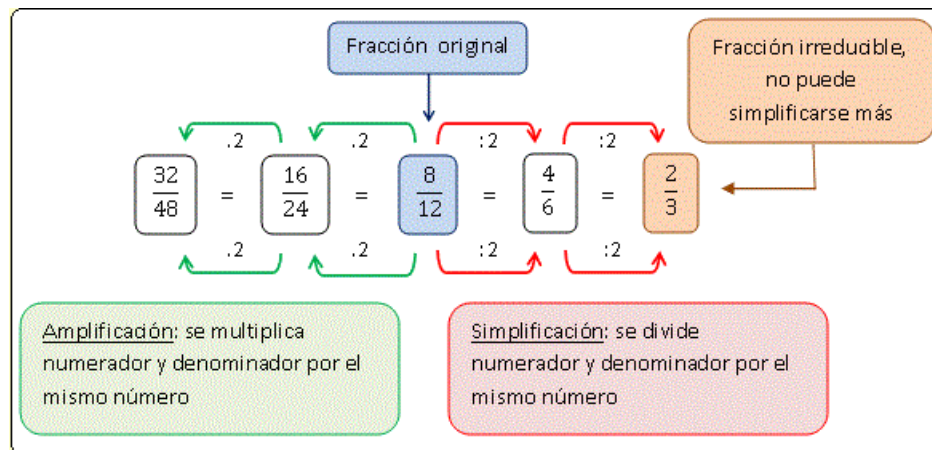 Fracción original
Fracción irreducible,
no puede
simplificarse más
.2 .2 :2 :2
32/48 = 16/24 = 8/12 = 4/6 = 2/3
.2 .2 :2 :2
Amplificación: se multiplica
numerador y denominador por el
mismo número
Simplificación: se divide
numerador y denominador por el
mismo número